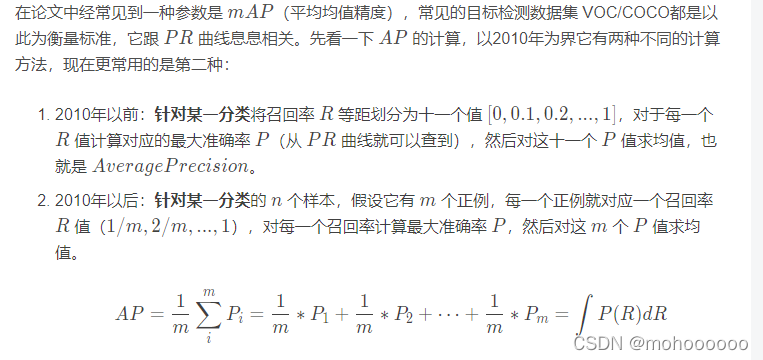 在论文中经常见到一种参数是 mAP（平均均值精度）, 常见的目标检测数据集 VOC/COCO都是以
此为衡量标准，它跟 PR 曲线息息相关。先看一下 AP 的计算，以2010年为界它有两种不同的计算
方法，现在更常用的是第二种：
1. 2010年以前：针对某一分类将召回率 R 等距划分为十一个值 [0, 0.1, 0.2, ..., 1]，对于每一个
R 值计算对应的最大准确率 P（从 PR 曲线就可以查到），然后对这十一个 P 值求均值，也
就是 AveragePrecision。
2. 2010年以后：针对某一分类的 n 个样本，假设它有 m 个正例，每一个正例就对应一个召回率
R 值（1/m, 2/m, ..., 1），对每一个召回率计算最大准确率 P，然后对这 m 个 P 值求均
值。
AP = \frac{1}{m} \sum_{i}^{m} P_i = \frac{1}{m} * P_1 + \frac{1}{m} * P_2 + \cdots + \frac{1}{m} * P_m = \int P(R)dR
CSDN @mohoooooo